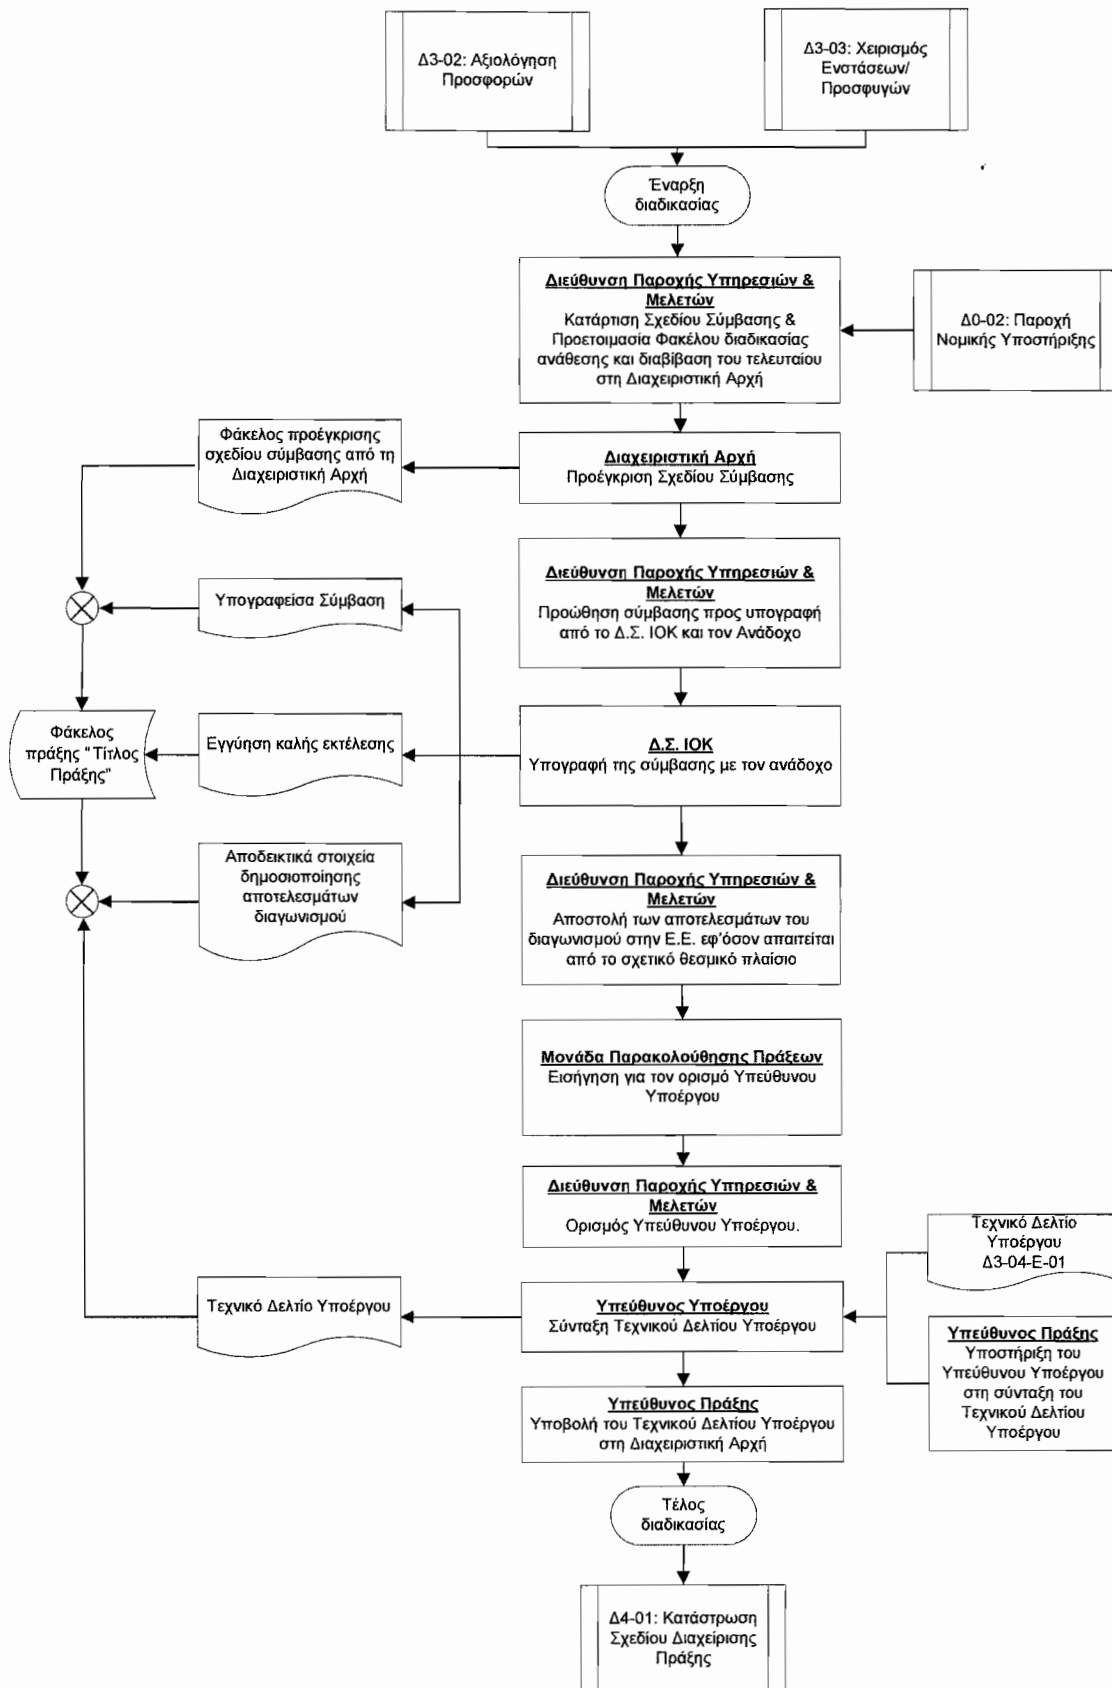 Δ3-02: Αξιολόγηση
Προσφορών
Δ3-03: Χειρισμός
Ενστάσεων/
Προσφυγών
Έναρξη
διαδικασίας
Διεύθυνση Παροχής Υπηρεσιών &
Μελετών
Κατάρτιση Σχεδίου Σύμβασης &
Προετοιμασία Φακέλου διαδικασίας
ανάθεσης και διαβίβαση του τελευταίου
στη Διαχειριστική Αρχή
Δ0-02: Παροχή
Νομικής Υποστήριξης
Φάκελος προέγκρισης
σχεδίου σύμβασης από τη
Διαχειριστική Αρχή
Διαχειριστική Αρχή
Προέγκριση Σχεδίου Σύμβασης
Διεύθυνση Παροχής Υπηρεσιών &
Μελετών
Προώθηση σύμβασης προς υπογραφή
από το Δ.Σ. ΙΟΚ και τον Ανάδοχο
Υπογραφείσα Σύμβαση
Φάκελος
πράξης "Τίτλος
Πράξης"
Εγγύηση καλής εκτέλεσης
Δ.Σ. ΙΟΚ
Υπογραφή της σύμβασης με τον ανάδοχο
Αποδεικτικά στοιχεία
δημοσιοποίησης
αποτελεσμάτων
διαγωνισμού
Διεύθυνση Παροχής Υπηρεσιών &
Μελετών
Αποστολή των αποτελεσμάτων του
διαγωνισμού στην Ε.Ε. εφ'όσον απαιτείται
από το σχετικό θεσμικό πλαίσιο
Μονάδα Παρακολούθησης Πράξεων
Εισήγηση για τον ορισμό Υπεύθυνου
Υποέργου
Διεύθυνση Παροχής Υπηρεσιών &
Μελετών
Ορισμός Υπεύθυνου Υποέργου.
Τεχνικό Δελτίο
Υποέργου
Δ3-04-Ε-01
Τεχνικό Δελτίο Υποέργου
Υπεύθυνος Υποέργου
Σύνταξη Τεχνικού Δελτίου Υποέργου
Υπεύθυνος Πράξης
Υποστήριξη του
Υπεύθυνου Υποέργου
στη σύνταξη του
Τεχνικού Δελτίου
Υποέργου
Υπεύθυνος Πράξης
Υποβολή του Τεχνικού Δελτίου Υποέργου
στη Διαχειριστική Αρχή
Τέλος
διαδικασίας
Δ4-01: Κατάστρωση
Σχεδίου Διαχείρισης
Πράξης